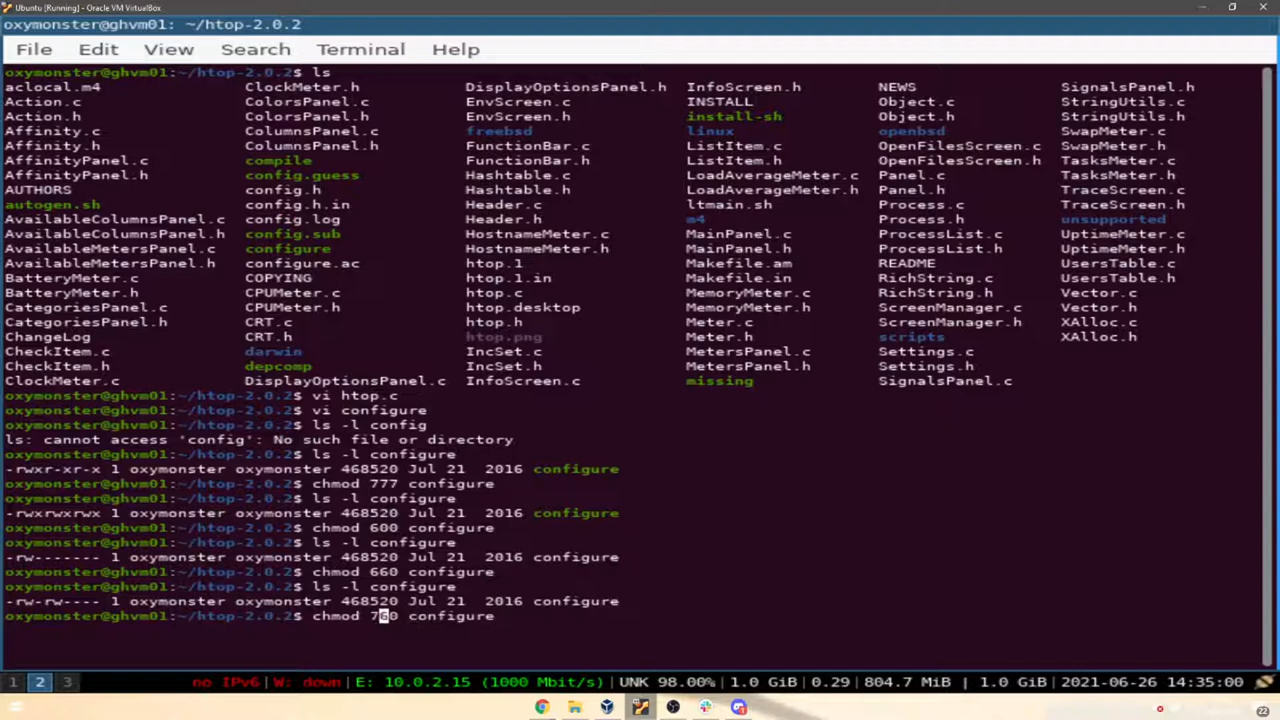 Ubuntu [Running] - Oracle VM VirtualBox
oxymonster@ghvm01: ~/htop-2.0.2
File Edit View Search Terminal Help
oxymonster@ghvm01:~/htop-2.0.2$ ls
aclocal.m4 ClockMeter.h DisplayOptionsPanel.h InfoScreen.h NEWS SignalsPanel.h
Action.c ColorsPanel.c EnvScreen.c INSTALL Object.c StringUtils.c
Action.h ColorsPanel.h EnvScreen.h install-sh Object.h StringUtils.h
Affinity.c ColumnsPanel.c freebsd linux openbsd SwapMeter.c
Affinity.h ColumnsPanel.h FunctionBar.c ListItem.c OpenFilesScreen.c SwapMeter.h
AffinityPanel.c compile FunctionBar.h ListItem.h OpenFilesScreen.h TasksMeter.c
AffinityPanel.h config.guess Hashtable.c LoadAverageMeter.c Panel.c TasksMeter.h
AUTHORS config.h Hashtable.h LoadAverageMeter.h Panel.h TraceScreen.c
autogen.sh config.h.in Header.c ltmain.sh Process.c TraceScreen.h
AvailableColumnsPanel.c config.log Header.h m4 Process.h unsupported
AvailableColumnsPanel.h config.sub HostnameMeter.c MainPanel.c ProcessList.c UptimeMeter.c
AvailableMetersPanel.c configure HostnameMeter.h MainPanel.h ProcessList.h UptimeMeter.h
AvailableMetersPanel.h configure.ac htop.1 Makefile.am README UsersTable.c
BatteryMeter.c COPYING htop.1.in Makefile.in RichString.c UsersTable.h
BatteryMeter.h CPUMeter.c htop.c MemoryMeter.c RichString.h Vector.c
CategoriesPanel.c CPUMeter.h htop.desktop MemoryMeter.h ScreenManager.c Vector.h
CategoriesPanel.h CRT.c htop.h Meter.c ScreenManager.h XAlloc.c
ChangeLog CRT.h htop.png Meter.h scripts XAlloc.h
CheckItem.c darwin IncSet.c MetersPanel.c Settings.c
CheckItem.h depcomp IncSet.h MetersPanel.h Settings.h
ClockMeter.c DisplayOptionsPanel.c InfoScreen.c missing SignalsPanel.c
oxymonster@ghvm01:~/htop-2.0.2$ vi htop.c
oxymonster@ghvm01:~/htop-2.0.2$ vi configure
oxymonster@ghvm01:~/htop-2.0.2$ ls -l config
ls: cannot access 'config': No such file or directory
oxymonster@ghvm01:~/htop-2.0.2$ ls -l configure
-rwxr-xr-x 1 oxymonster oxymonster 468520 Jul 21 2016 configure
oxymonster@ghvm01:~/htop-2.0.2$ chmod 777 configure
oxymonster@ghvm01:~/htop-2.0.2$ ls -l configure
-rwxrwxrwx 1 oxymonster oxymonster 468520 Jul 21 2016 configure
oxymonster@ghvm01:~/htop-2.0.2$ chmod 600 configure
oxymonster@ghvm01:~/htop-2.0.2$ ls -l configure
-rw------- 1 oxymonster oxymonster 468520 Jul 21 2016 configure
oxymonster@ghvm01:~/htop-2.0.2$ chmod 660 configure
oxymonster@ghvm01:~/htop-2.0.2$ ls -l configure
-rw-rw---- 1 oxymonster oxymonster 468520 Jul 21 2016 configure
oxymonster@ghvm01:~/htop-2.0.2$ chmod 760 configure
1 2 3 no IPv6|W: down|E: 10.0.2.15 (1000 Mbit/s)|UNK 98.00%|1.0 GiB|0.29|804.7 MiB | 1.0 GiB|2021-06-26 14:35:00
22